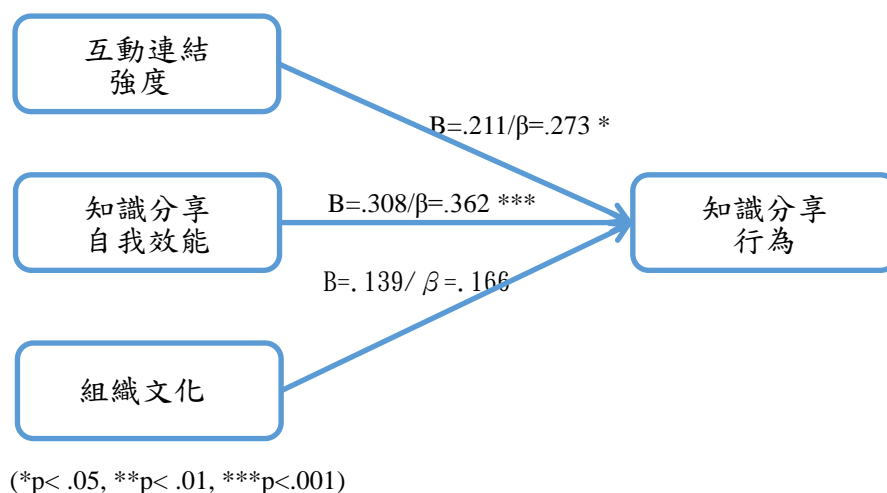 互動連結
強度
B=.211/β=.273 *
知識分享
自我效能
B=.308/β=.362 ***
知識分享
行為
B=.139/β=.166
組織文化
(*p< .05, **p< .01, ***p<.001)